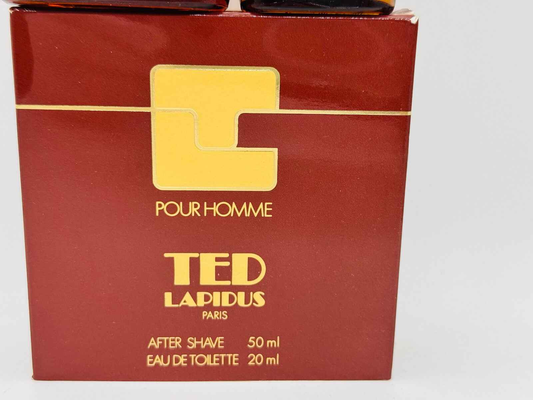 POUR HOMME
TED
LAPIDUS
PARIS
AFTER SHAVE 50 ml
EAU DE TOILETTE 20 ml